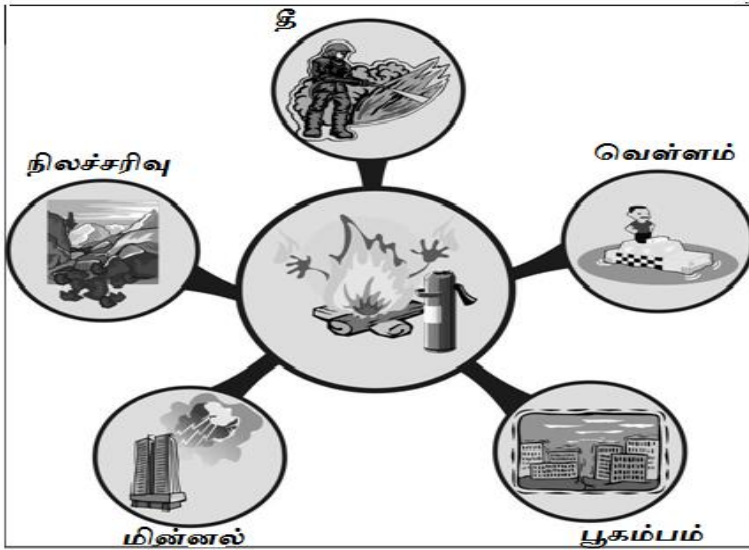 தீ
நிலச்சரிவு
வெள்ளம்
மின்னல்
பூகம்பம்